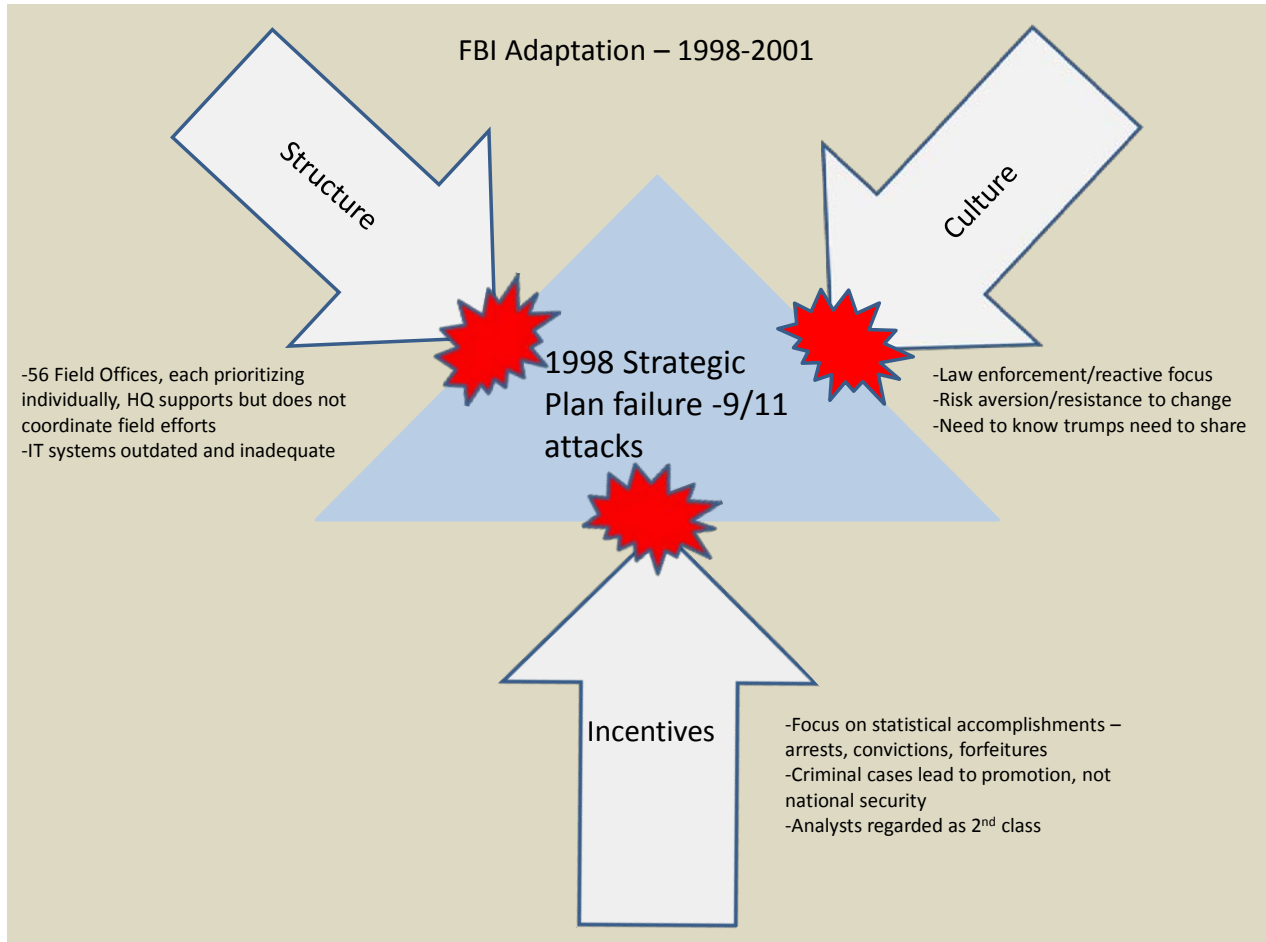 FBI Adaptation – 1998-2001
Structure
Culture
1998 Strategic
Plan failure -9/11
attacks
-56 Field Offices, each prioritizing
individually, HQ supports but does not
coordinate field efforts
-IT systems outdated and inadequate
-Law enforcement/reactive focus
-Risk aversion/resistance to change
-Need to know trumps need to share
Incentives
-Focus on statistical accomplishments –
arrests, convictions, forfeitures
-Criminal cases lead to promotion, not
national security
-Analysts regarded as 2nd class